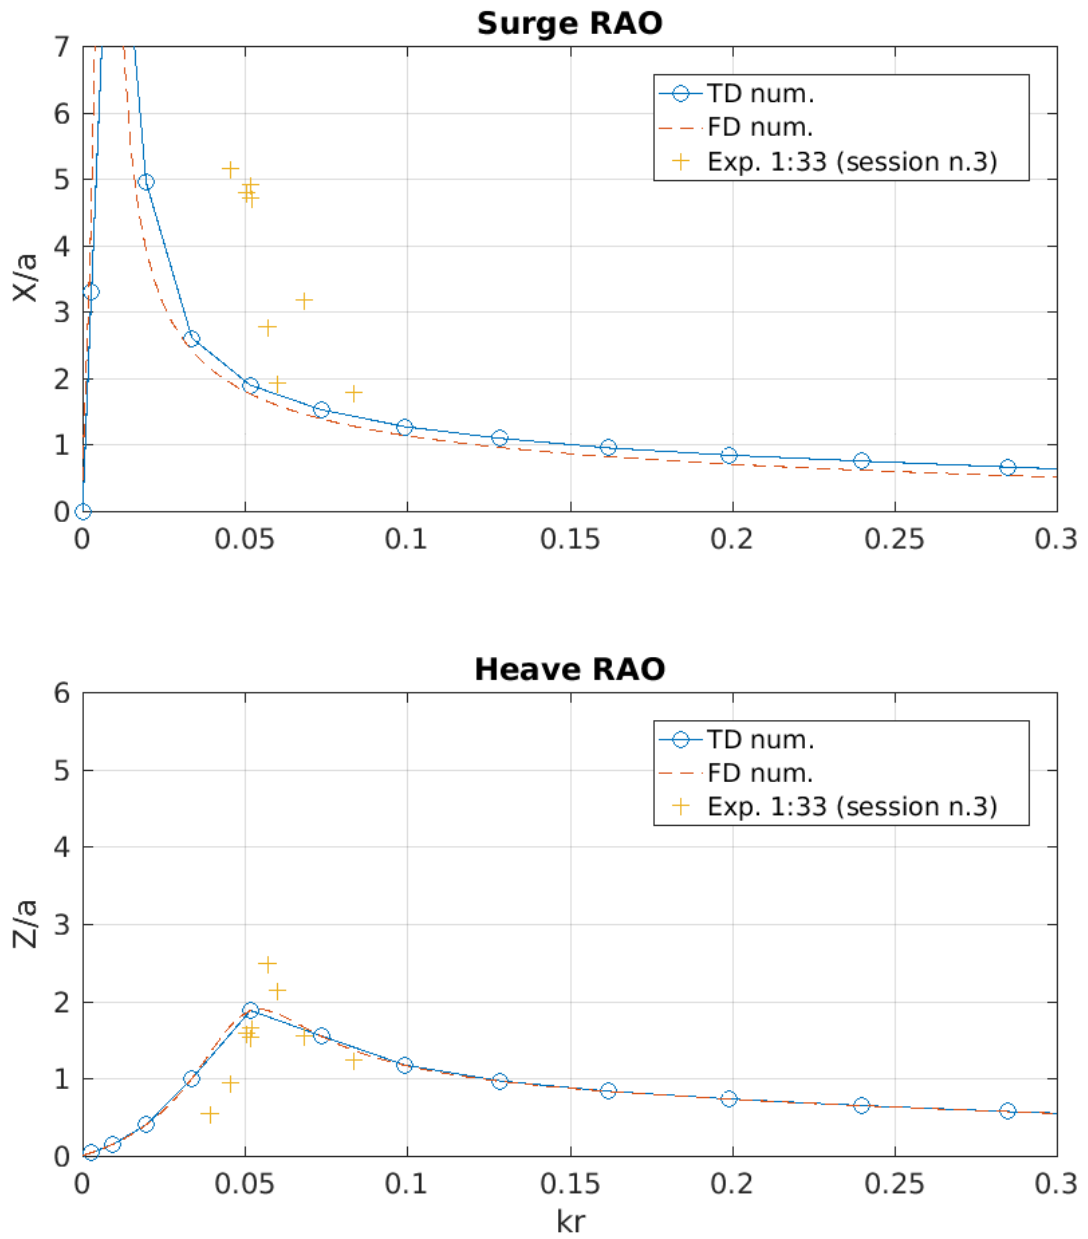 Surge RAO
7
6
5
4
3
2
1
0
X/a
TD num.
FD num.
Exp. 1:33 (session n.3)
0 0.05 0.1 0.15 0.2 0.25 0.3
Heave RAO
6
5
4
3
2
1
0
Z/a
TD num.
FD num.
Exp. 1:33 (session n.3)
0 0.05 0.1 0.15 0.2 0.25 0.3
kr